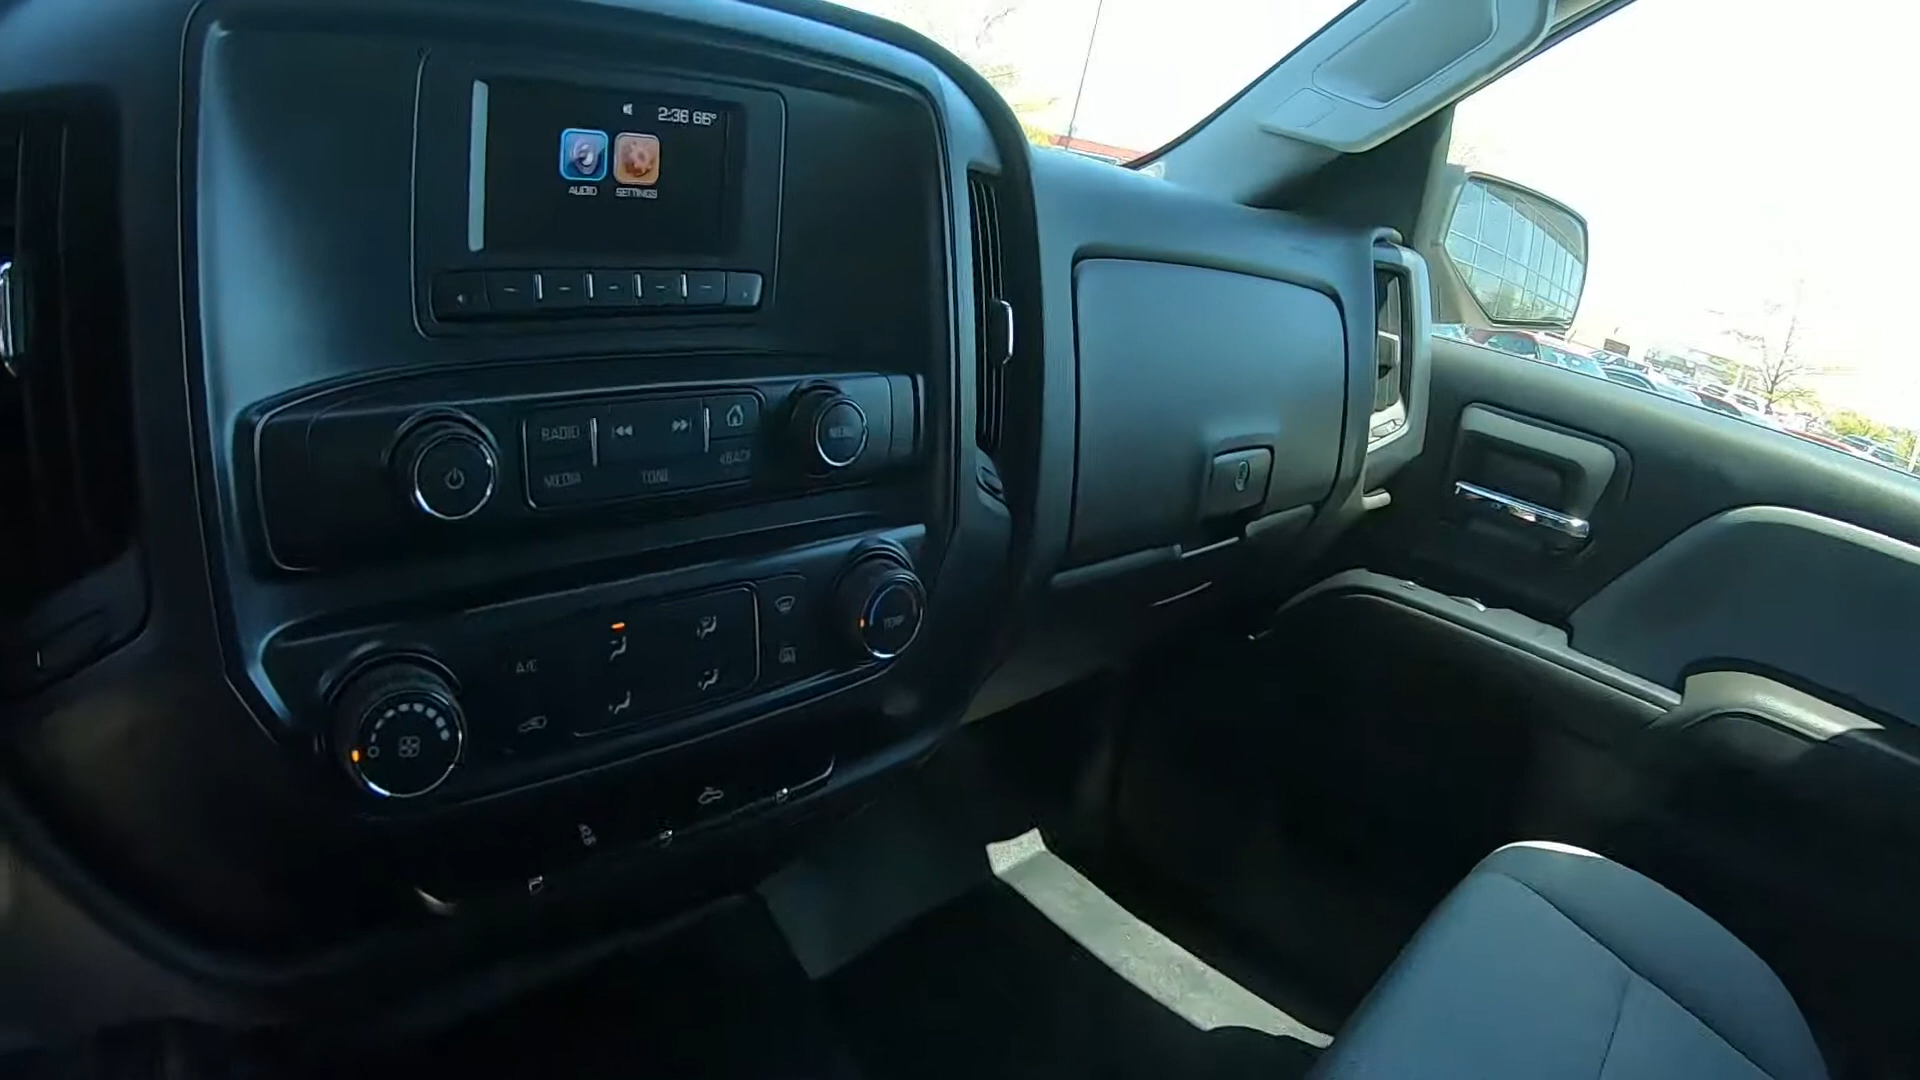 2:36 66°
AUDIO SETTINGS
RADIO
MENU
MEDIA TONE <BACK
TEMP
A/C